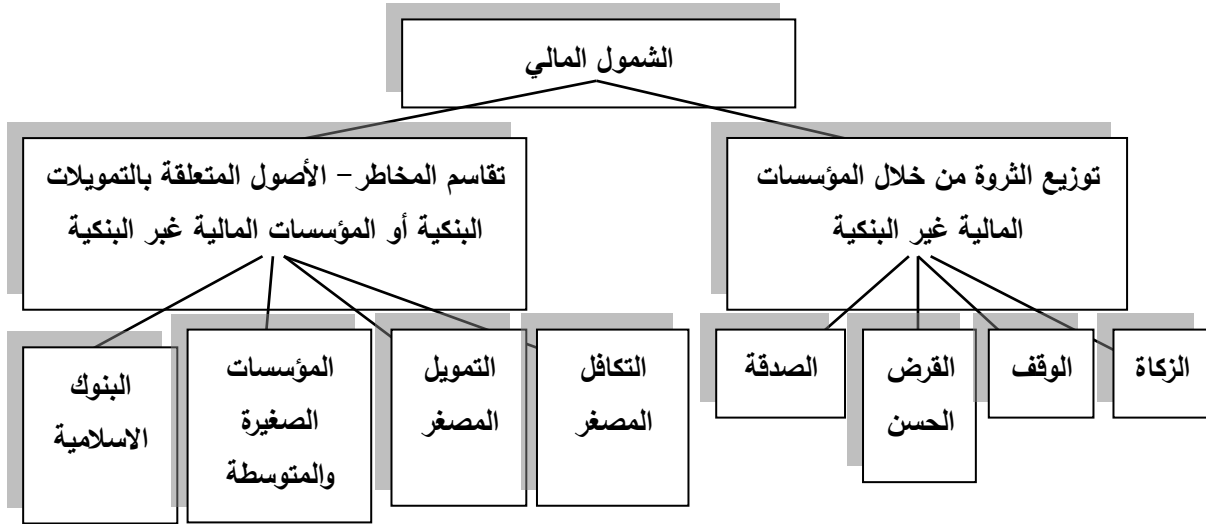 الشمول المالي
توزيع الثروة من خلال المؤسسات
المالية غير البنكية
تقاسم المخاطر – الأصول المتعلقة بالتمويلات
البنكية أو المؤسسات المالية غبر البنكية
الزكاة
الوقف
القرض
الحسن
الصدقة
التكافل
المصغر
التمويل
المصغر
المؤسسات
الصغيرة
والمتوسطة
البنوك
الاسلامية